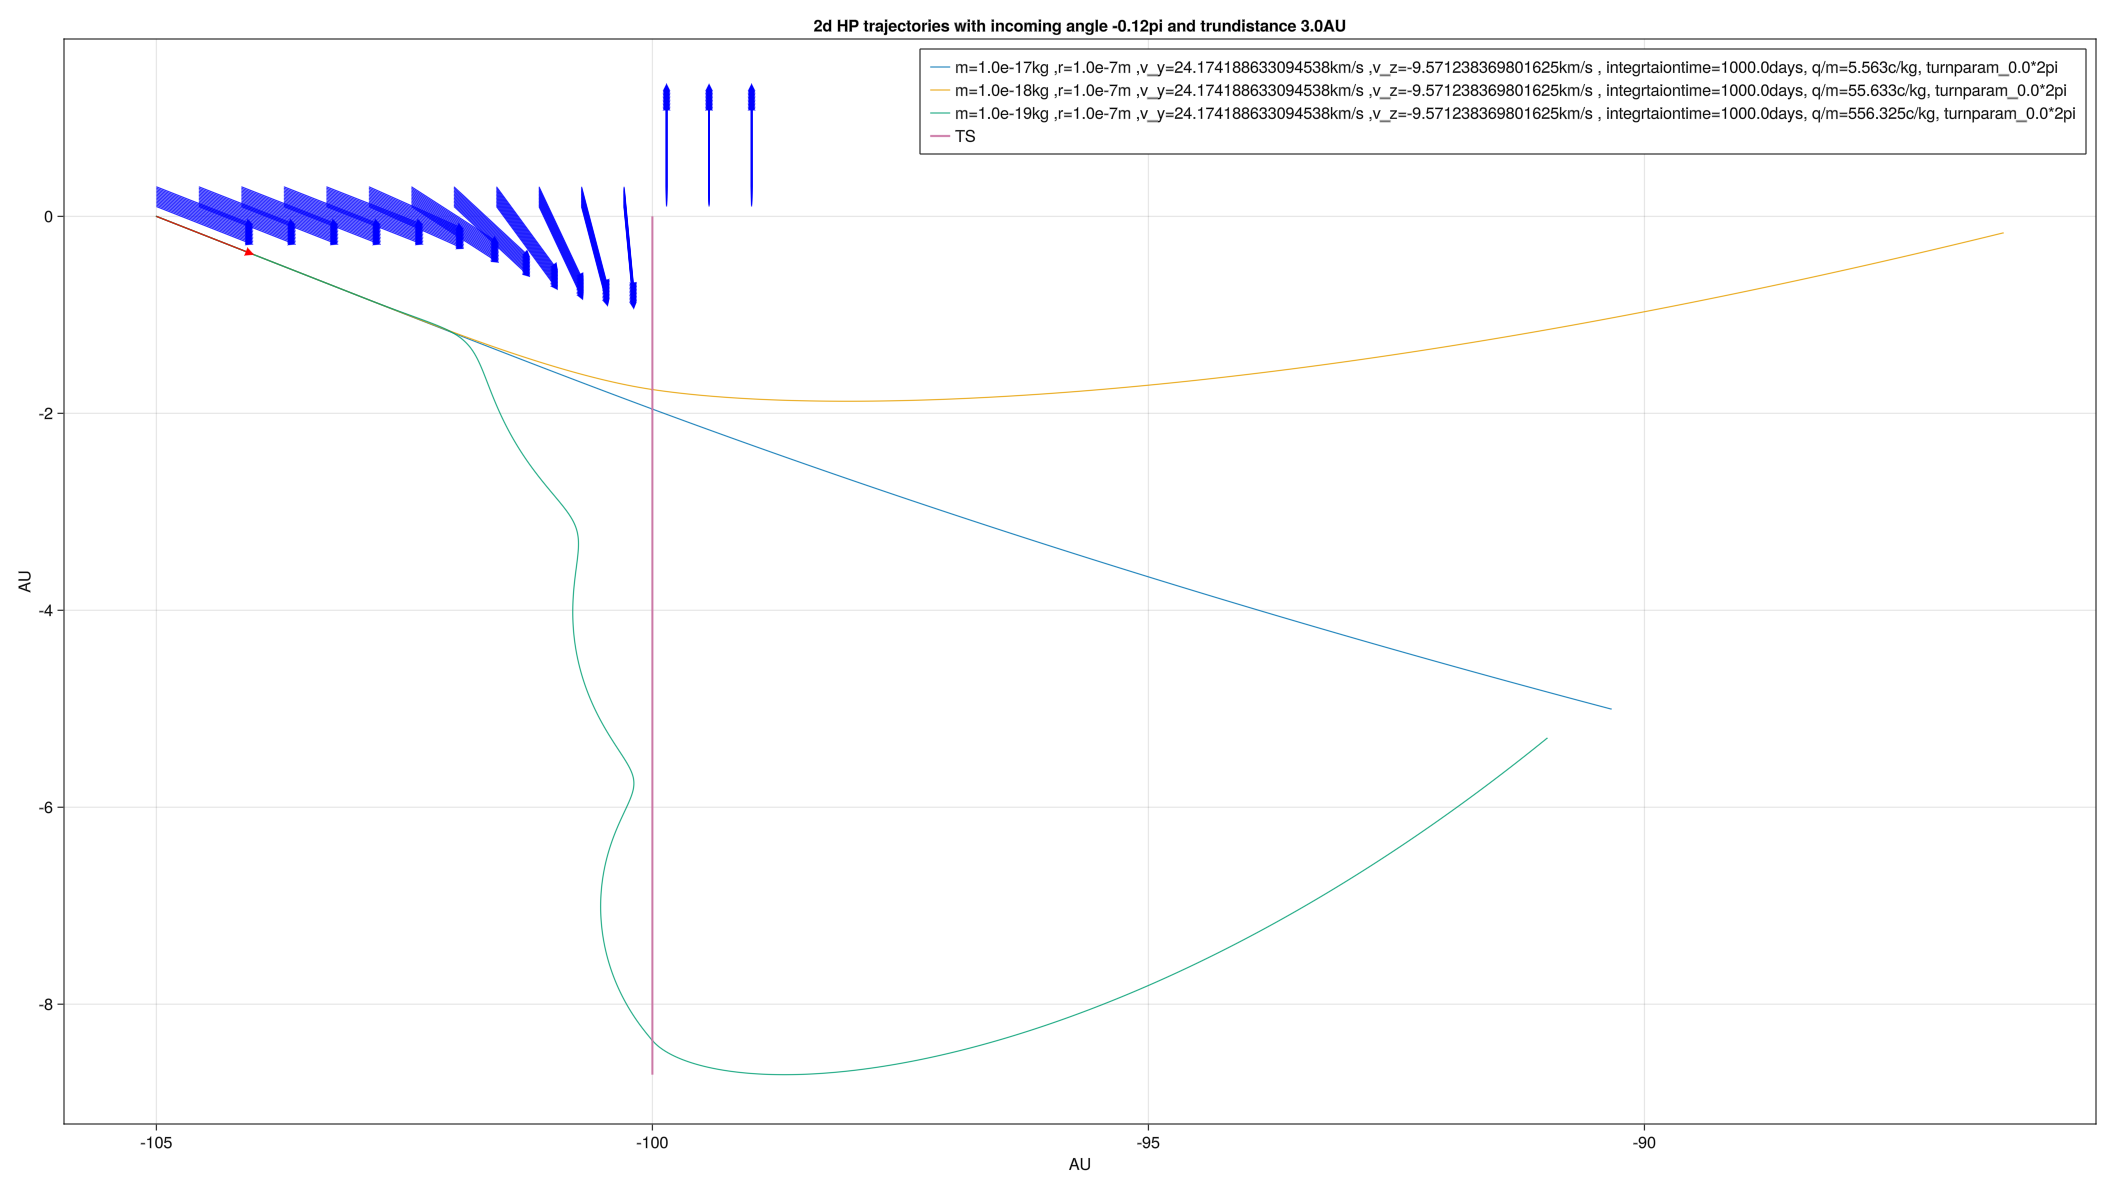 2d HP trajectories with incoming angle -0.12pi and trundistance 3.0AU
m=1.0e-17kg ,r=1.0e-7m ,v_y=24.174188633094538km/s ,v_z=-9.571238369801625km/s , integrtaiontime=1000.0days, q/m=5.563c/kg, turnparam_0.0*2pi
m=1.0e-18kg ,r=1.0e-7m ,v_y=24.174188633094538km/s ,v_z=-9.571238369801625km/s , integrtaiontime=1000.0days, q/m=55.633c/kg, turnparam_0.0*2pi
m=1.0e-19kg ,r=1.0e-7m ,v_y=24.174188633094538km/s ,v_z=-9.571238369801625km/s , integrtaiontime=1000.0days, q/m=556.325c/kg, turnparam_0.0*2pi
TS
0
-2
-4
-6
-8
AU
-105
-100
-95
-90
AU